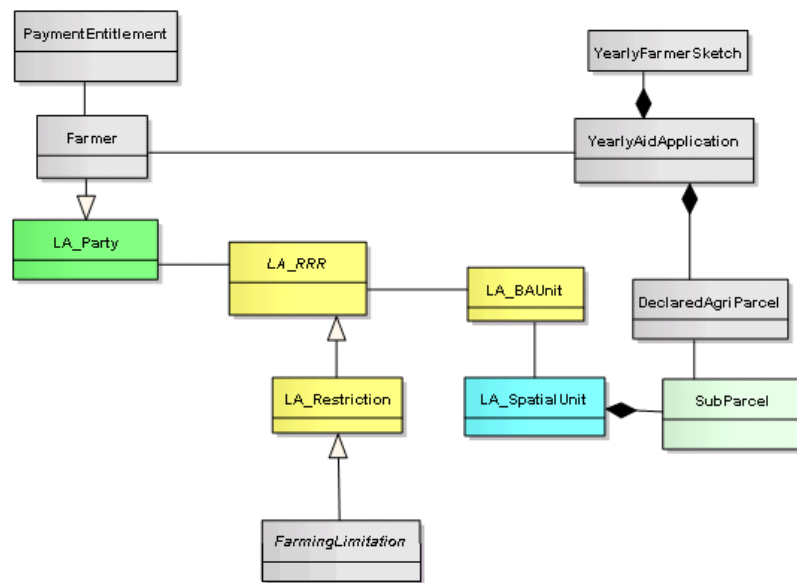 PaymentEntitlement
YearlyFarmerSketch
Farmer
YearlyAidApplication
LA_Party
LA_RRR
LA_BAUnit
DeclaredAgriParcel
LA_Restriction
LA_SpatialUnit
SubParcel
FarmingLimitation